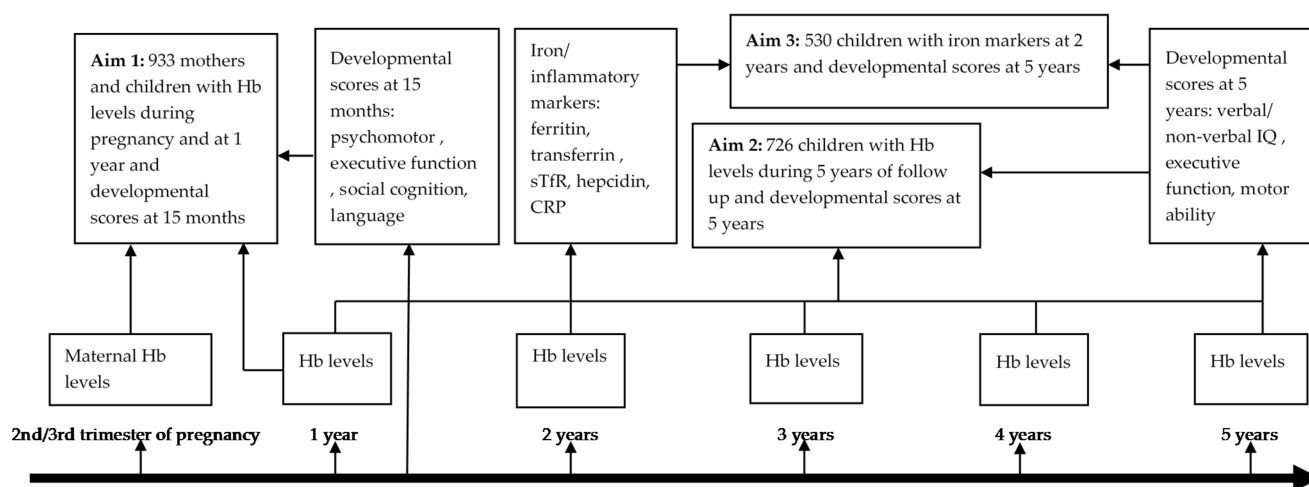 Aim 1: 933 mothers
and children with Hb
levels during
pregnancy and at 1
year and
developmental
scores at 15 months
Developmental
scores at 15
months:
psychomotor ,
executive function
, social cognition,
language
Iron/
inflammatory
markers:
ferritin,
transferrin ,
sTfR, hepcidin,
CRP
Aim 3: 530 children with iron markers at 2
years and developmental scores at 5 years
Aim 2: 726 children with Hb
levels during 5 years of follow
up and developmental scores at
5 years
Developmental
scores at 5
years: verbal/
non-verbal IQ ,
executive
function, motor
ability
Maternal Hb
levels
Hb levels
Hb levels
Hb levels
Hb levels
Hb levels
2nd/3rd trimester of pregnancy
1 year
2 years
3 years
4 years
5 years